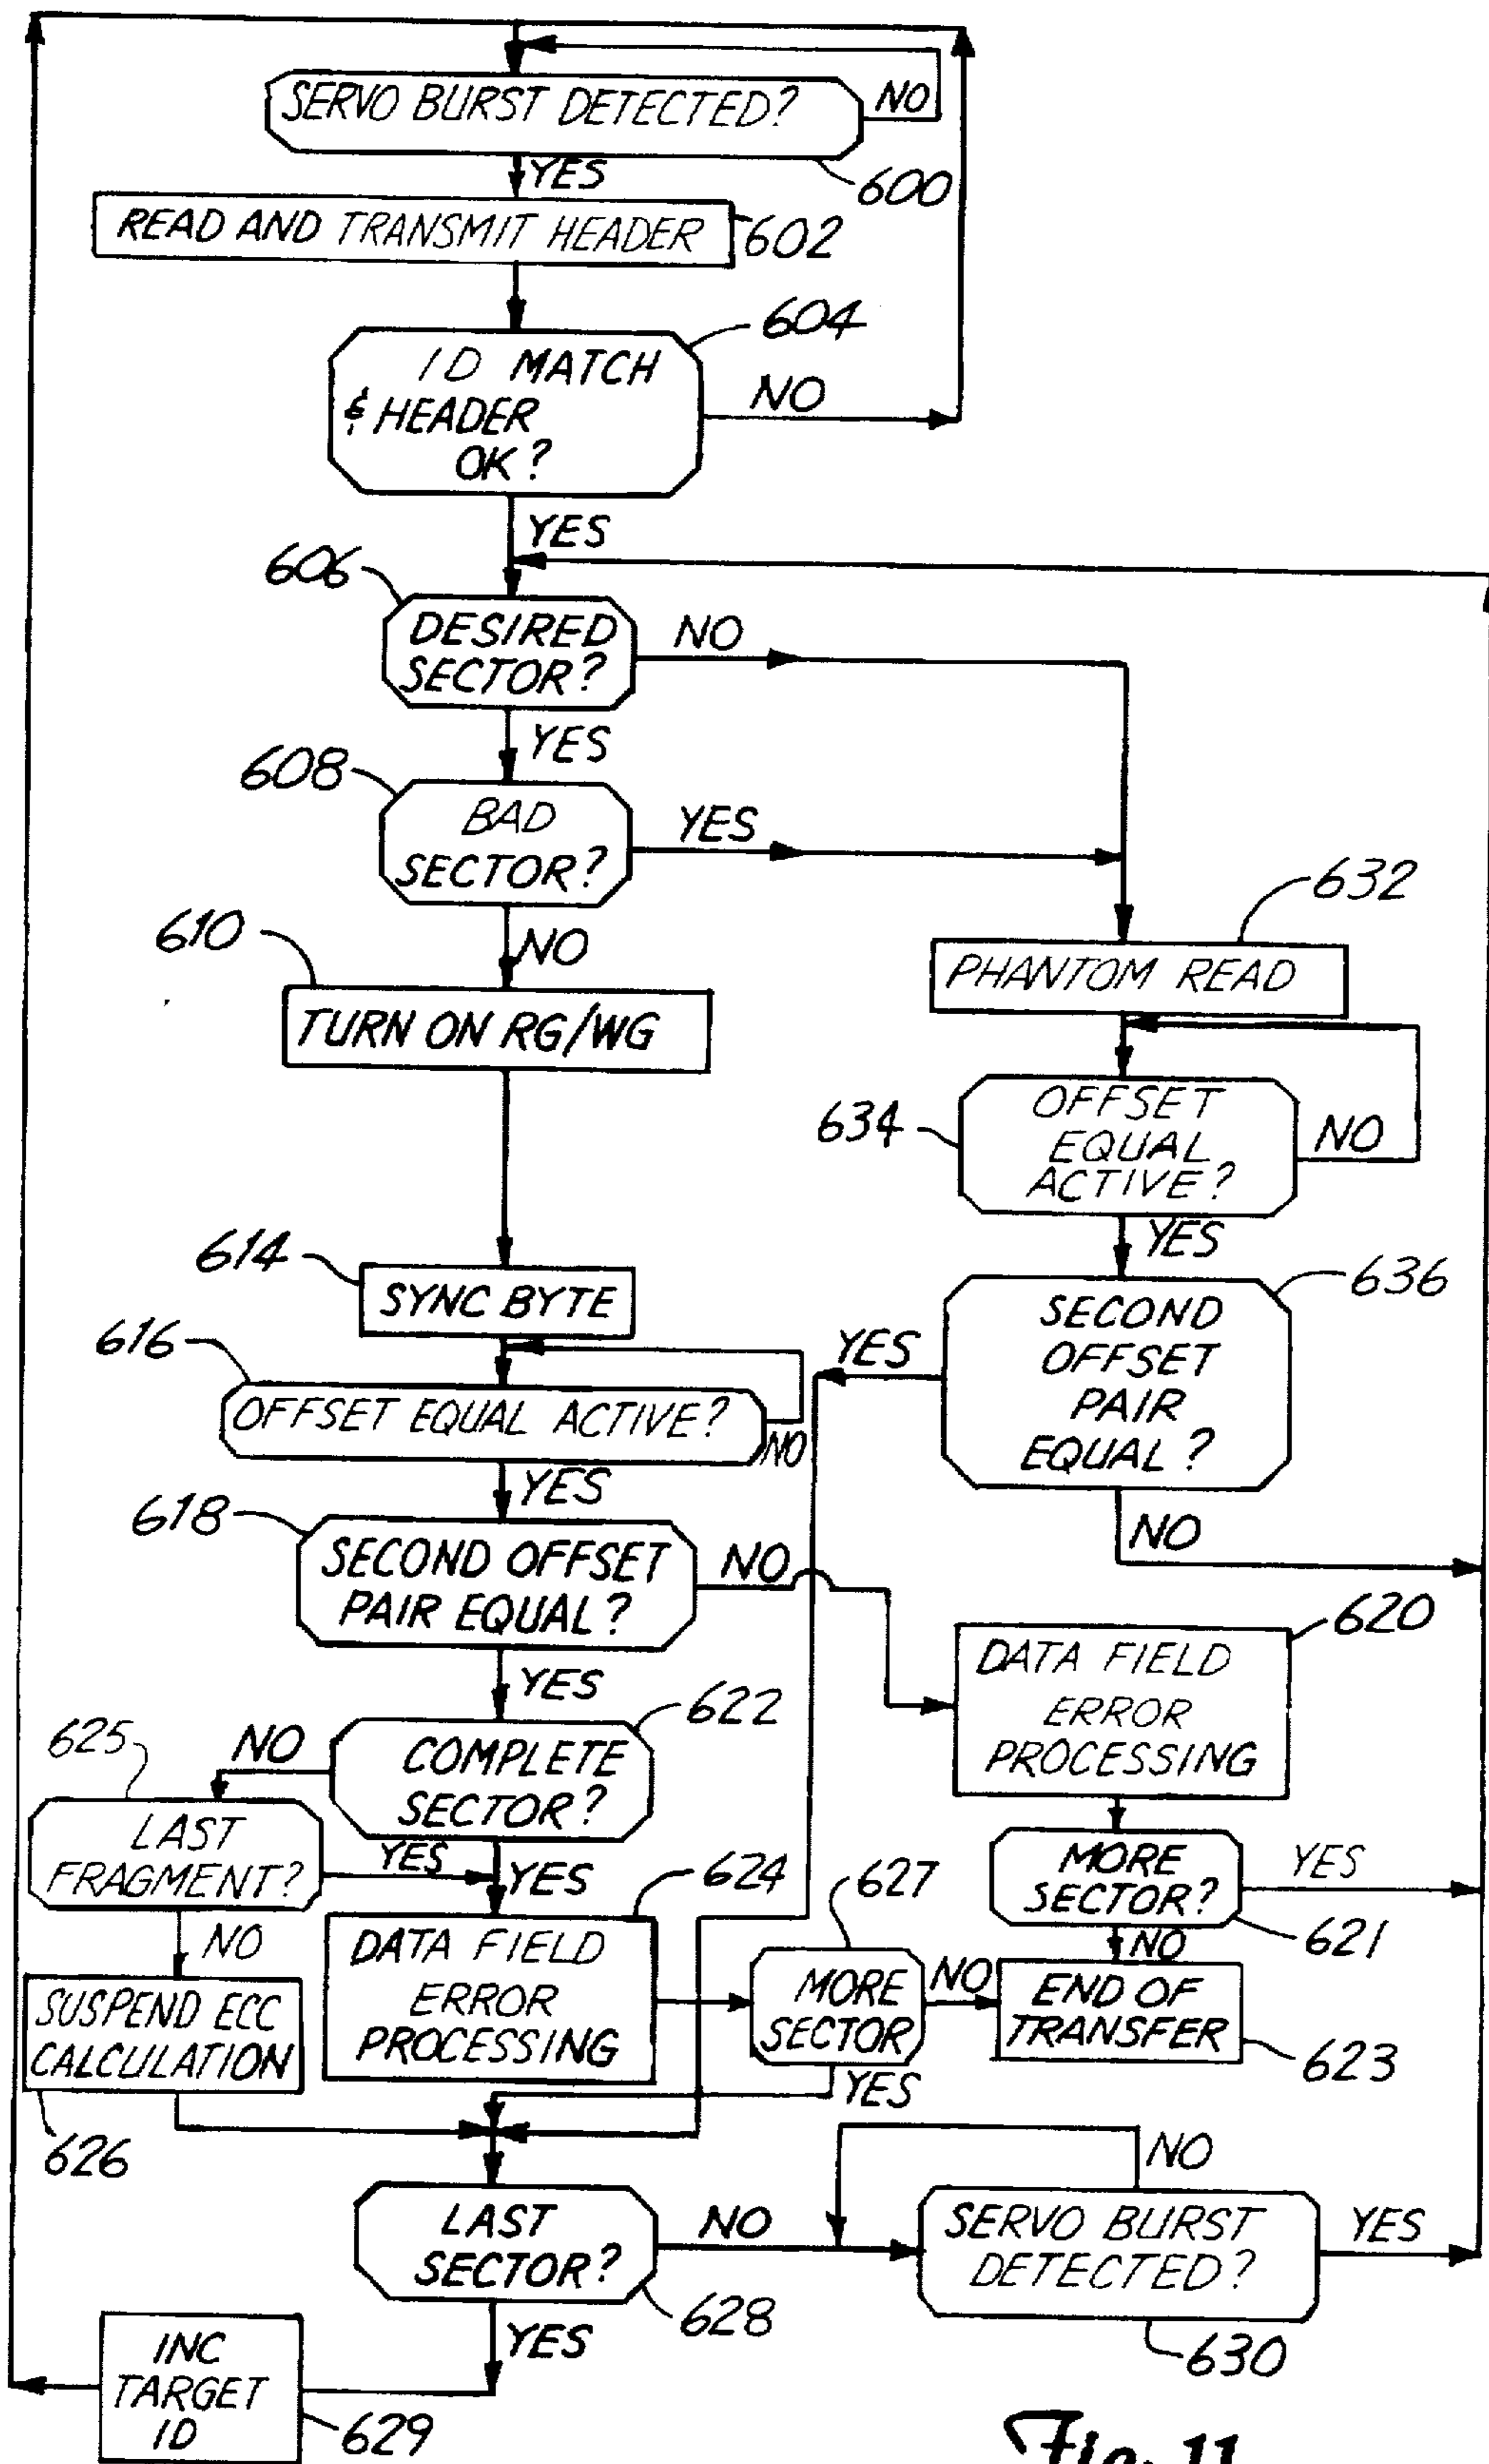 SERVO BURST DETECTED?
NO
600
YES
READ AND TRANSMIT HEADER
602
604
ID MATCH
& HEADER
OK?
NO
YES
606
DESIRED
SECTOR?
NO
YES
608
BAD
SECTOR?
YES
NO
610
TURN ON RG/WG
632
PHANTOM READ
634
OFFSET
EQUAL
ACTIVE?
NO
YES
614
SYNC BYTE
636
SECOND
OFFSET
PAIR
EQUAL?
YES
NO
616
OFFSET EQUAL ACTIVE?
NO
YES
618
SECOND OFFSET
PAIR EQUAL?
NO
YES
620
DATA FIELD
ERROR
PROCESSING
622
COMPLETE
SECTOR?
NO
YES
625
LAST
FRAGMENT?
YES
NO
624
DATA FIELD
ERROR
PROCESSING
627
MORE
SECTOR
NO
YES
MORE
SECTOR?
YES
621
NO
END OF
TRANSFER
623
SUSPEND ECC
CALCULATION
626
LAST
SECTOR?
NO
628
YES
NO
SERVO BURST
DETECTED?
YES
630
INC
TARGET
ID
629
Fig. 11